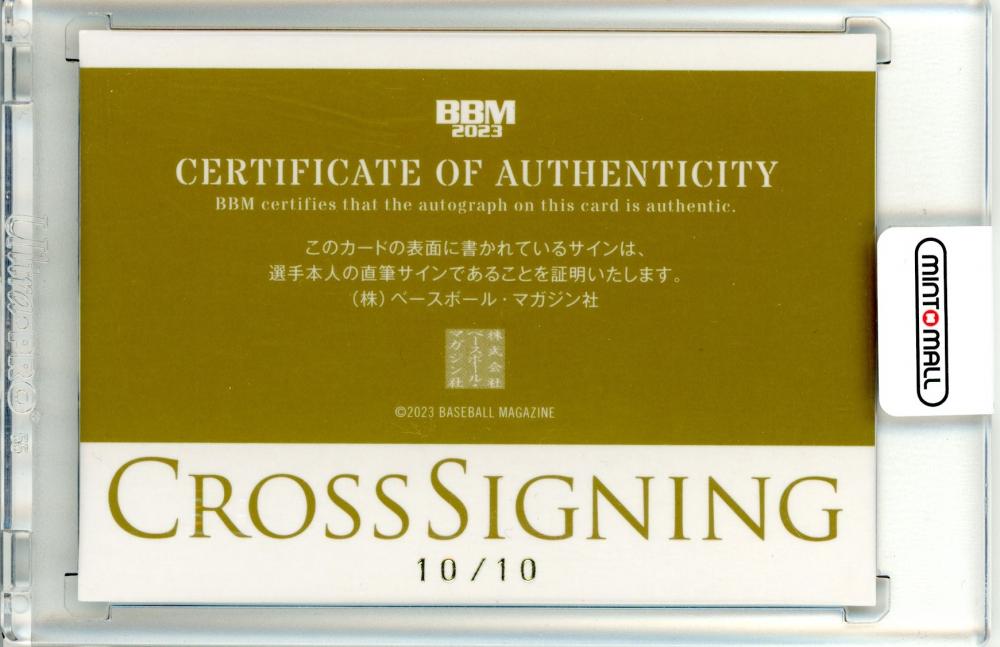 BBM
2023
CERTIFICATE OF AUTHENTICITY
BBM certifies that the autograph on this card is authentic.
このカードの表面に書かれているサインは、
選手本人の直筆サインであることを証明いたします。
(株)ベースボール・マガジン社
株式会社
ベースボール・
マガジン社
©2023 BASEBALL MAGAZINE
CROSSSIGNING
10/10
MINTOMALL
Ultra PRO